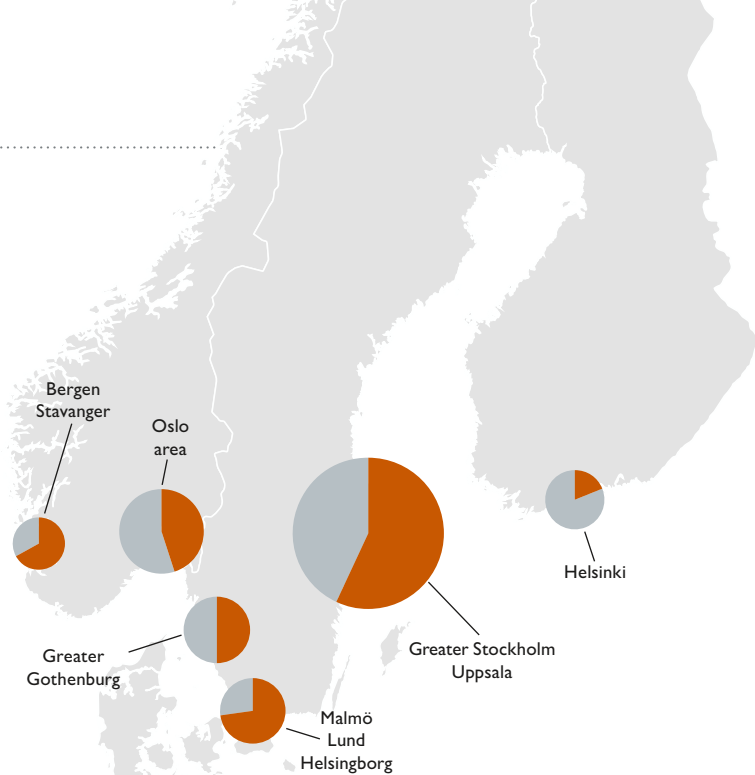 Bergen
Stavanger
Oslo
area
Helsinki
Greater Stockholm
Uppsala
Greater
Gothenburg
Malmö
Lund
Helsingborg